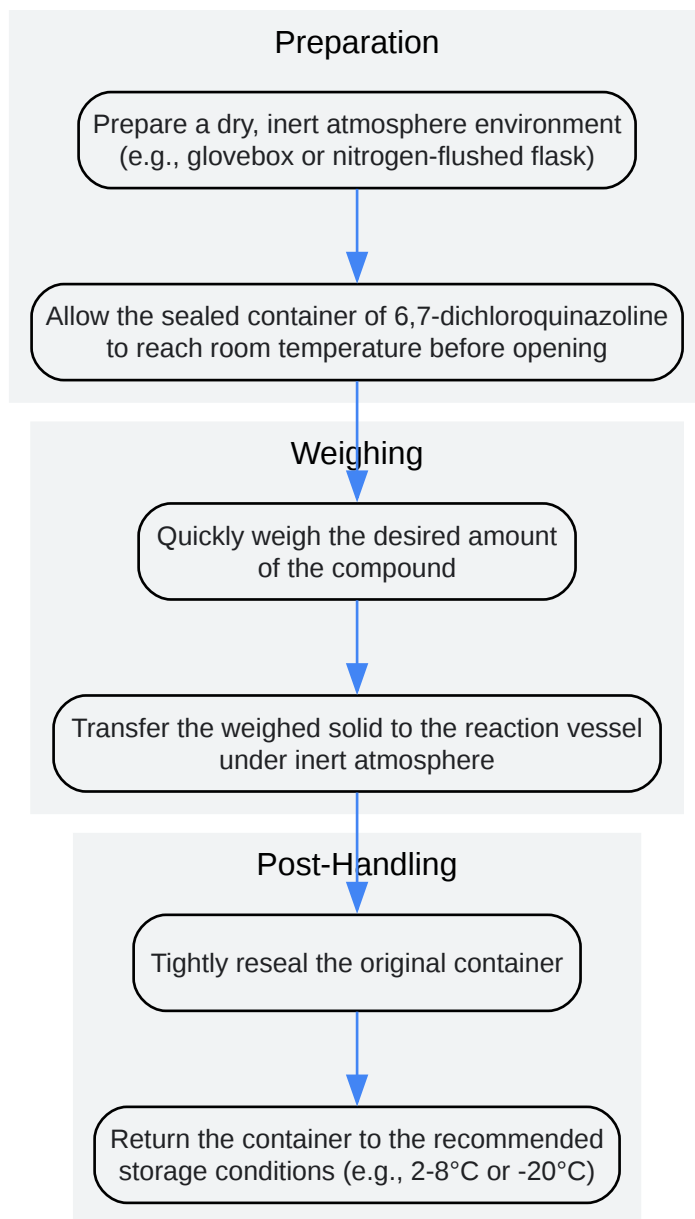 Preparation
Prepare a dry, inert atmosphere environment
(e.g., glovebox or nitrogen-flushed flask)
Allow the sealed container of 6,7-dichloroquinazoline
to reach room temperature before opening
Weighing
Quickly weigh the desired amount
of the compound
Transfer the weighed solid to the reaction vessel
under inert atmosphere
Post-Handling
Tightly reseal the original container
Return the container to the recommended
storage conditions (e.g., 2-8°C or -20°C)